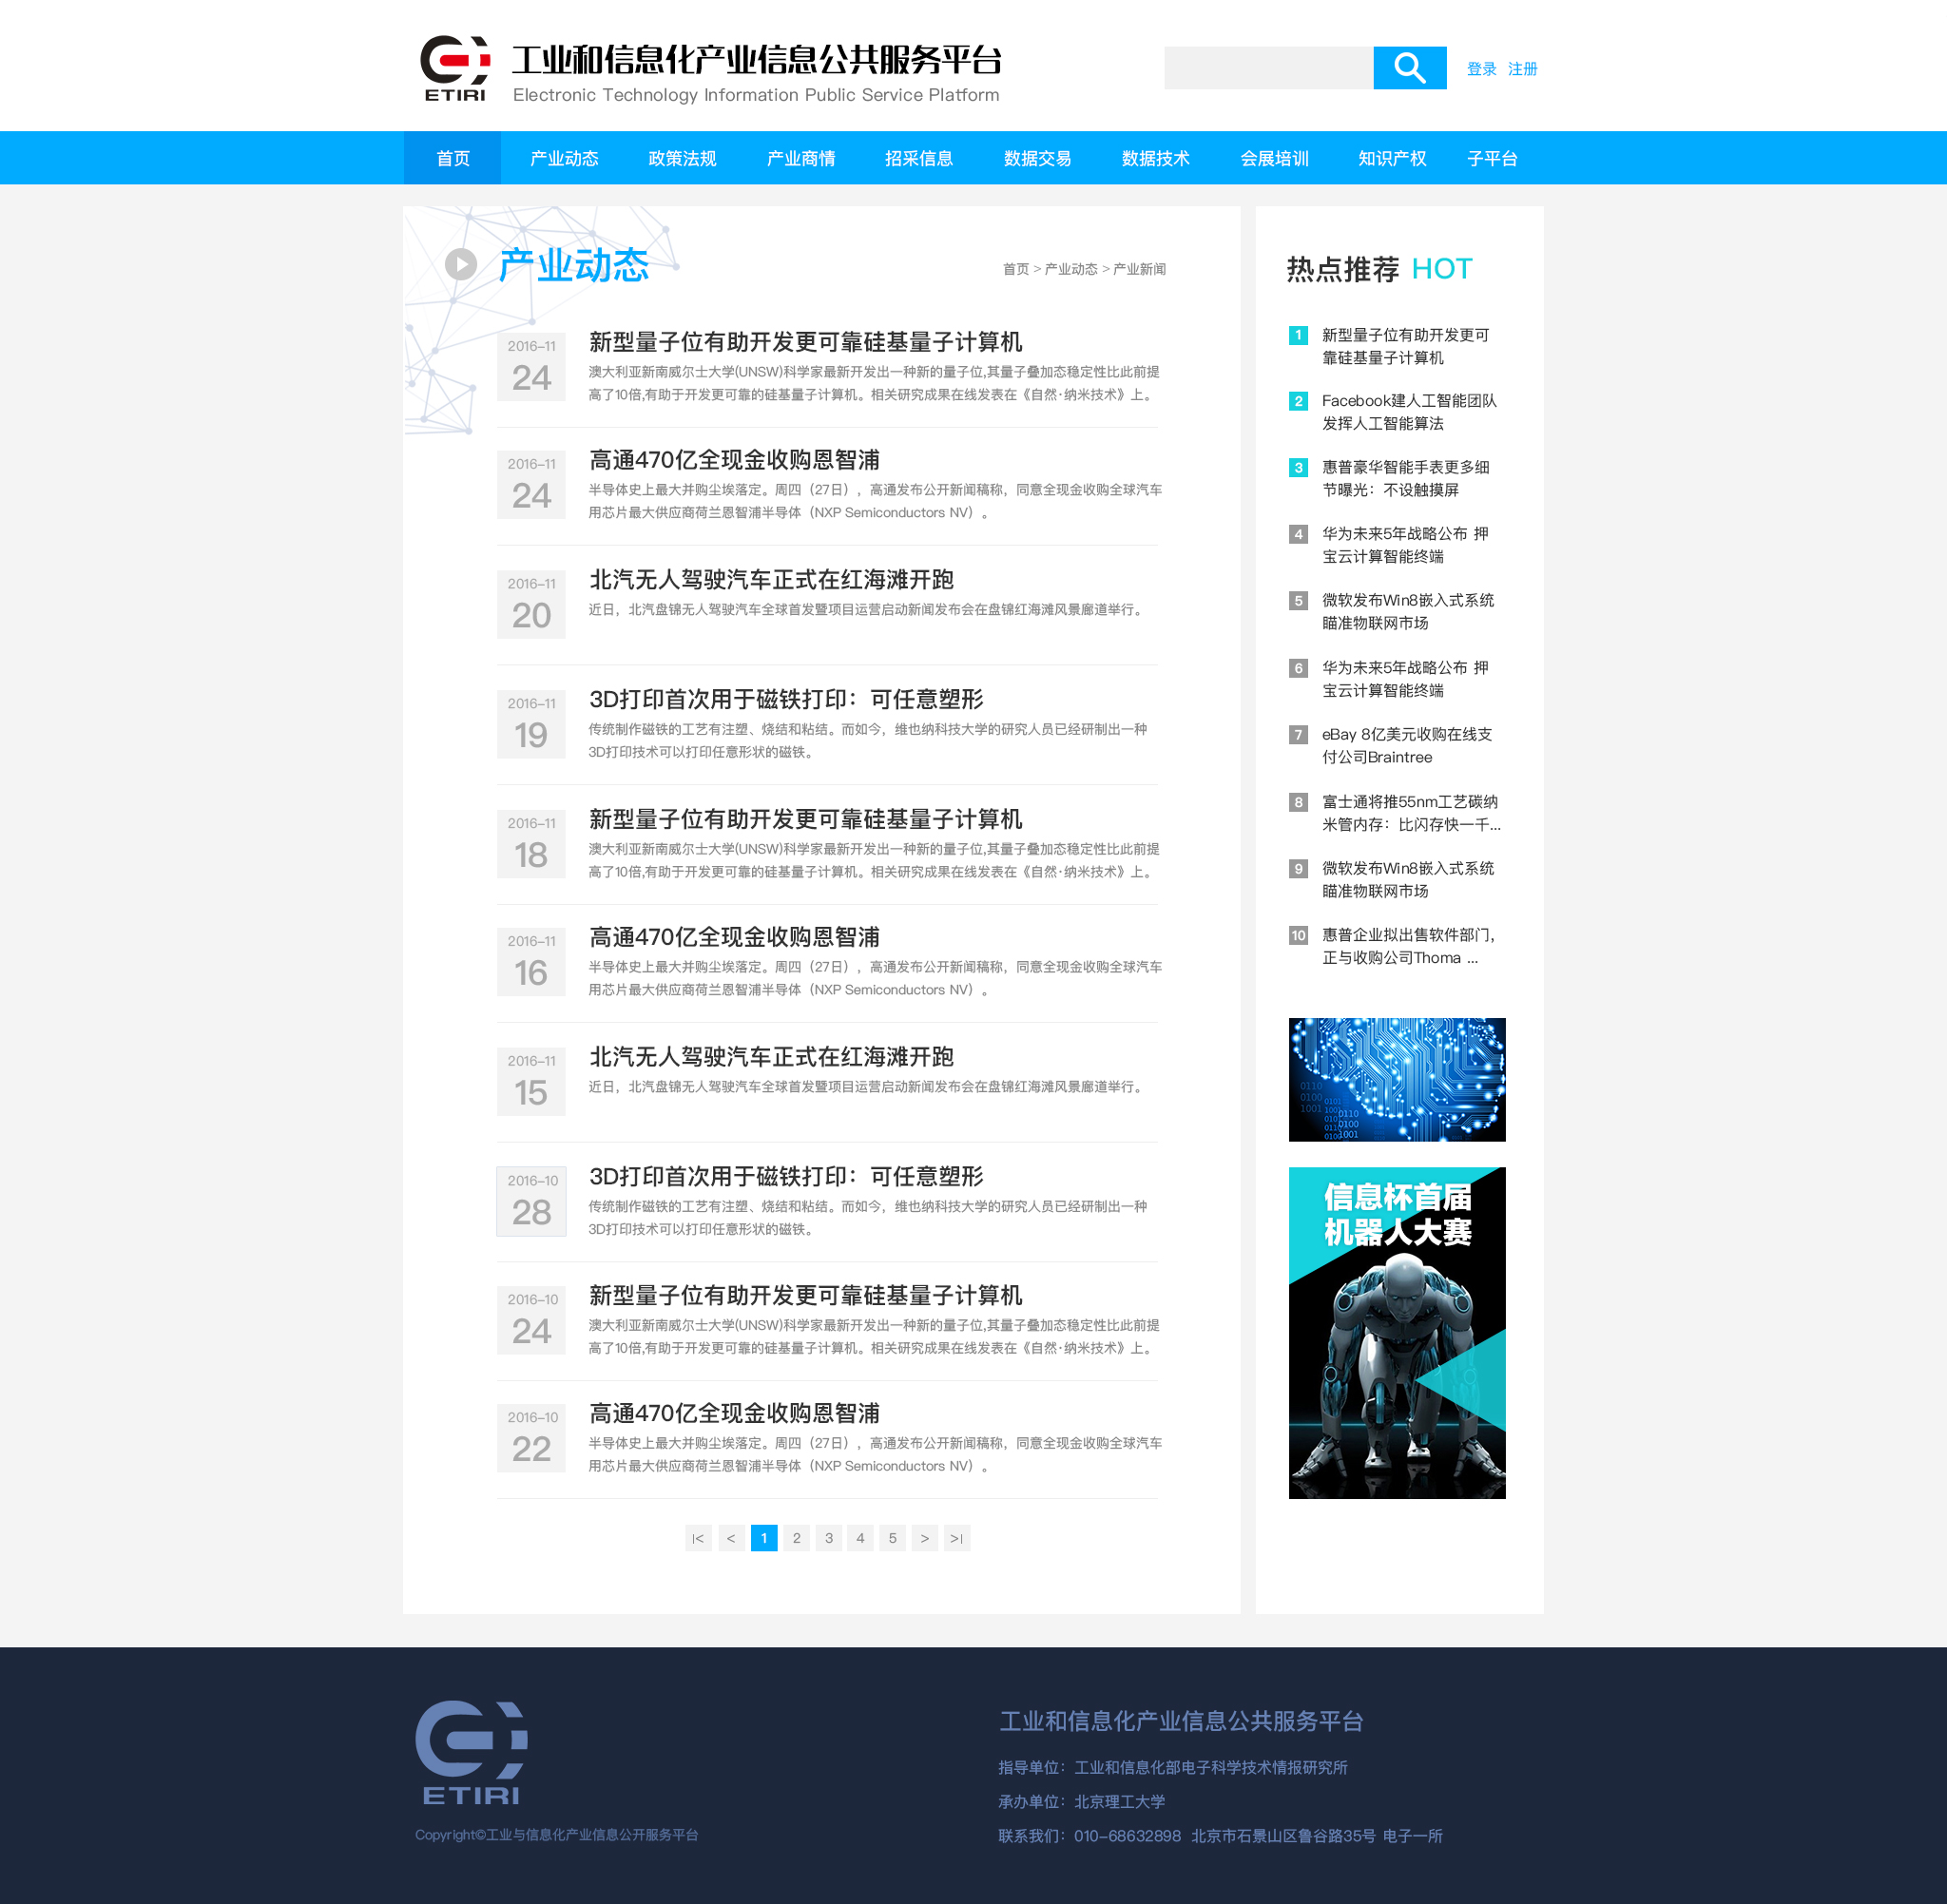 ETIRI
工业和信息化产业信息公共服务平台
Electronic Technology Information Public Service Platform
登录 注册
首页 产业动态 政策法规 产业商情 招采信息 数据交易 数据技术 会展培训 知识产权 子平台
产业动态
首页 > 产业动态 > 产业新闻
2016-11
24
新型量子位有助开发更可靠硅基量子计算机
澳大利亚新南威尔士大学(UNSW)科学家最新开发出一种新的量子位,其量子叠加态稳定性比此前提
高了10倍,有助于开发更可靠的硅基量子计算机。相关研究成果在线发表在《自然·纳米技术》上。
2016-11
24
高通470亿全现金收购恩智浦
半导体史上最大并购尘埃落定。周四（27日），高通发布公开新闻稿称，同意全现金收购全球汽车
用芯片最大供应商荷兰恩智浦半导体（NXP Semiconductors NV）。
2016-11
20
北汽无人驾驶汽车正式在红海滩开跑
近日，北汽盘锦无人驾驶汽车全球首发暨项目运营启动新闻发布会在盘锦红海滩风景廊道举行。
2016-11
19
3D打印首次用于磁铁打印：可任意塑形
传统制作磁铁的工艺有注塑、烧结和粘结。而如今，维也纳科技大学的研究人员已经研制出一种
3D打印技术可以打印任意形状的磁铁。
2016-11
18
新型量子位有助开发更可靠硅基量子计算机
澳大利亚新南威尔士大学(UNSW)科学家最新开发出一种新的量子位,其量子叠加态稳定性比此前提
高了10倍,有助于开发更可靠的硅基量子计算机。相关研究成果在线发表在《自然·纳米技术》上。
2016-11
16
高通470亿全现金收购恩智浦
半导体史上最大并购尘埃落定。周四（27日），高通发布公开新闻稿称，同意全现金收购全球汽车
用芯片最大供应商荷兰恩智浦半导体（NXP Semiconductors NV）。
2016-11
15
北汽无人驾驶汽车正式在红海滩开跑
近日，北汽盘锦无人驾驶汽车全球首发暨项目运营启动新闻发布会在盘锦红海滩风景廊道举行。
2016-10
28
3D打印首次用于磁铁打印：可任意塑形
传统制作磁铁的工艺有注塑、烧结和粘结。而如今，维也纳科技大学的研究人员已经研制出一种
3D打印技术可以打印任意形状的磁铁。
2016-10
24
新型量子位有助开发更可靠硅基量子计算机
澳大利亚新南威尔士大学(UNSW)科学家最新开发出一种新的量子位,其量子叠加态稳定性比此前提
高了10倍,有助于开发更可靠的硅基量子计算机。相关研究成果在线发表在《自然·纳米技术》上。
2016-10
22
高通470亿全现金收购恩智浦
半导体史上最大并购尘埃落定。周四（27日），高通发布公开新闻稿称，同意全现金收购全球汽车
用芯片最大供应商荷兰恩智浦半导体（NXP Semiconductors NV）。
|< < 1 2 3 4 5 > >|
热点推荐 HOT
1 新型量子位有助开发更可
靠硅基量子计算机
2 Facebook建人工智能团队
发挥人工智能算法
3 惠普豪华智能手表更多细
节曝光：不设触摸屏
4 华为未来5年战略公布 押
宝云计算智能终端
5 微软发布Win8嵌入式系统
瞄准物联网市场
6 华为未来5年战略公布 押
宝云计算智能终端
7 eBay 8亿美元收购在线支
付公司Braintree
8 富士通将推55nm工艺碳纳
米管内存：比闪存快一千...
9 微软发布Win8嵌入式系统
瞄准物联网市场
10 惠普企业拟出售软件部门，
正与收购公司Thoma ...
信息杯首届
机器人大赛
ETIRI
Copyright©工业与信息化产业信息公开服务平台
工业和信息化产业信息公共服务平台
指导单位：工业和信息化部电子科学技术情报研究所
承办单位：北京理工大学
联系我们：010-68632898 北京市石景山区鲁谷路35号 电子一所